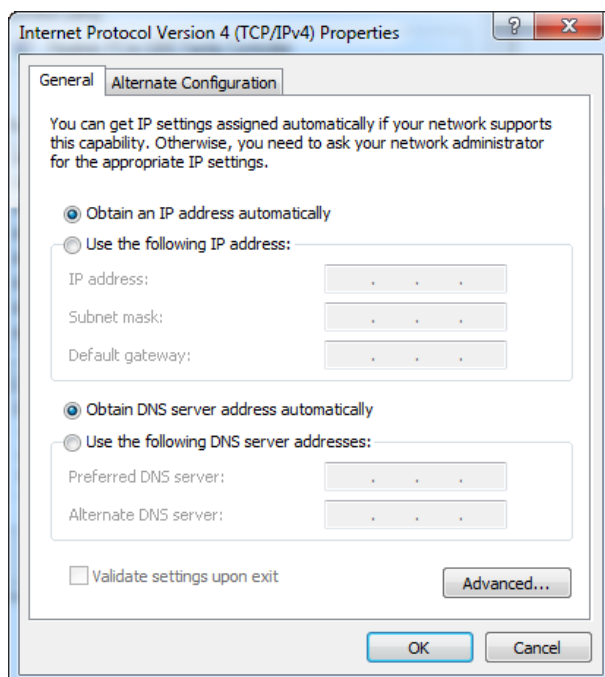 Internet Protocol Version 4 (TCP/IPv4) Properties
?
X
General
Alternate Configuration
You can get IP settings assigned automatically if your network supports
this capability. Otherwise, you need to ask your network administrator
for the appropriate IP settings.
Obtain an IP address automatically
Use the following IP address:
IP address:
. . .
Subnet mask:
. . .
Default gateway:
. . .
Obtain DNS server address automatically
Use the following DNS server addresses:
Preferred DNS server:
. . .
Alternate DNS server:
. . .
Validate settings upon exit
Advanced...
OK
Cancel